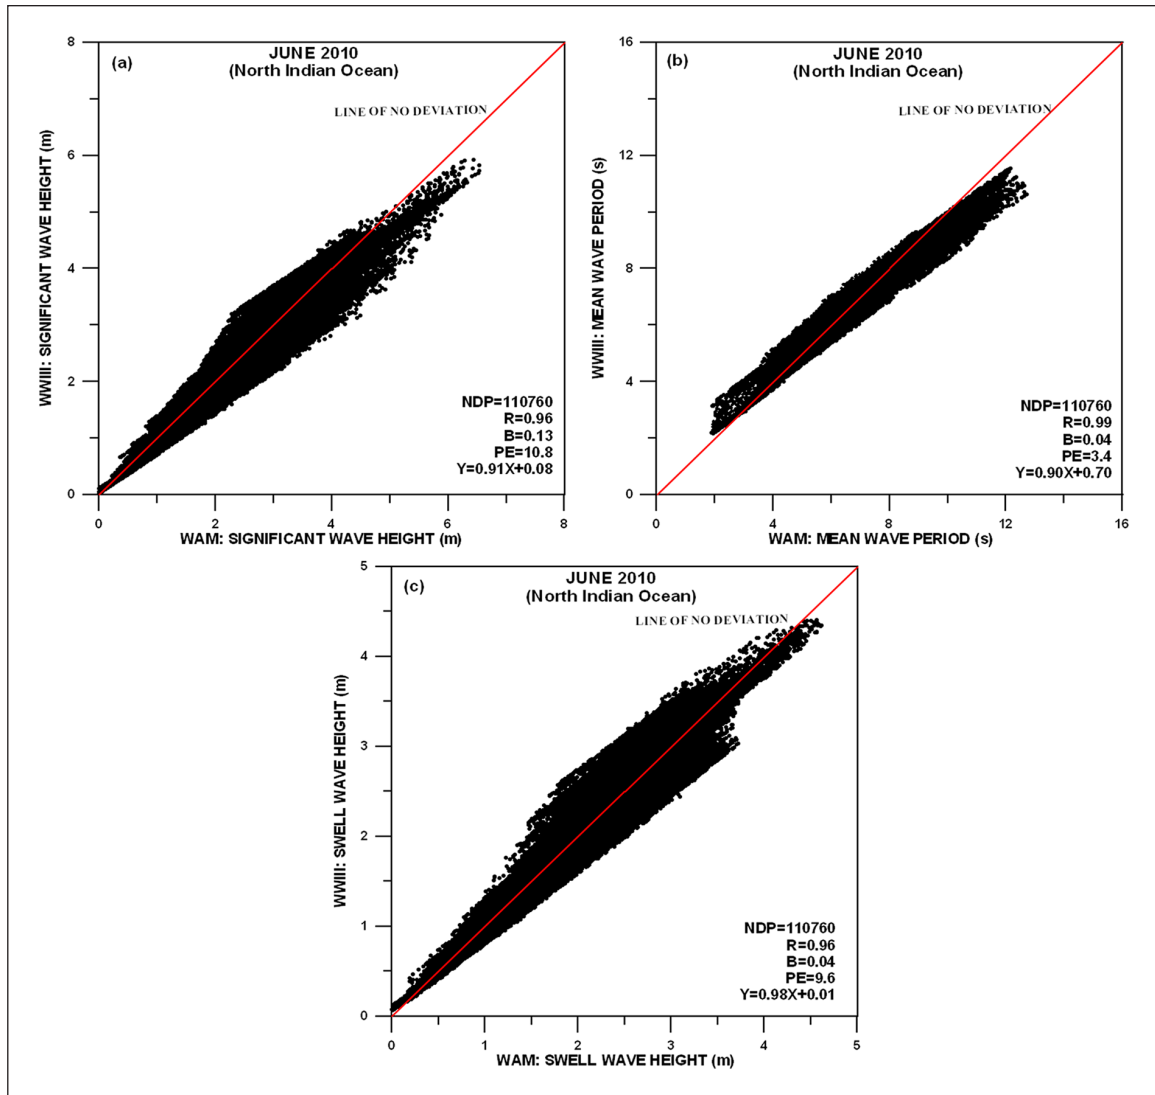 (a)
JUNE 2010
(North Indian Ocean)
LINE OF NO DEVIATION
8
6
4
2
0
WWIII: SIGNIFICANT WAVE HEIGHT (m)
NDP=110760
R=0.96
B=0.13
PE=10.8
Y=0.91X+0.08
0 2 4 6 8
WAM: SIGNIFICANT WAVE HEIGHT (m)
(b)
JUNE 2010
(North Indian Ocean)
LINE OF NO DEVIATION
16
12
8
4
0
WWIII: MEAN WAVE PERIOD (s)
NDP=110760
R=0.99
B=0.04
PE=3.4
Y=0.90X+0.70
0 4 8 12 16
WAM: MEAN WAVE PERIOD (s)
(c)
JUNE 2010
(North Indian Ocean)
LINE OF NO DEVIATION
5
4
3
2
1
0
WWIII: SWELL WAVE HEIGHT (m)
NDP=110760
R=0.96
B=0.04
PE=9.6
Y=0.98X+0.01
0 1 2 3 4 5
WAM: SWELL WAVE HEIGHT (m)